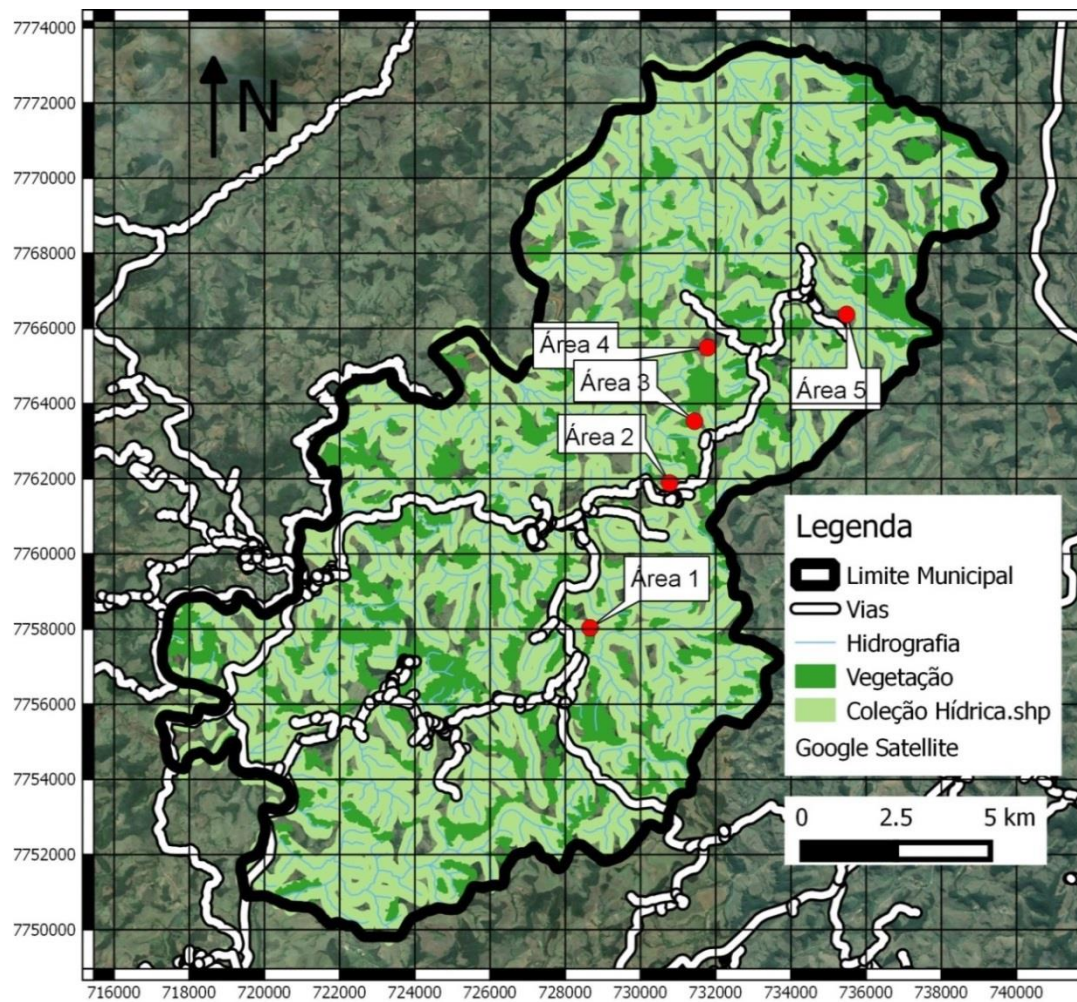 7774000
N
7772000
7770000
7768000
7766000
Área 4
7764000
Área 3
Área 5
Área 2
7762000
7760000
Área 1
7758000
7756000
7754000
7752000
7750000
Legenda
Limite Municipal
Vias
Hidrografia
Vegetação
Coleção Hídrica.shp
Google Satellite
0 2.5 5 km
716000 718000 720000 722000 724000 726000 728000 730000 732000 734000 736000 738000 740000